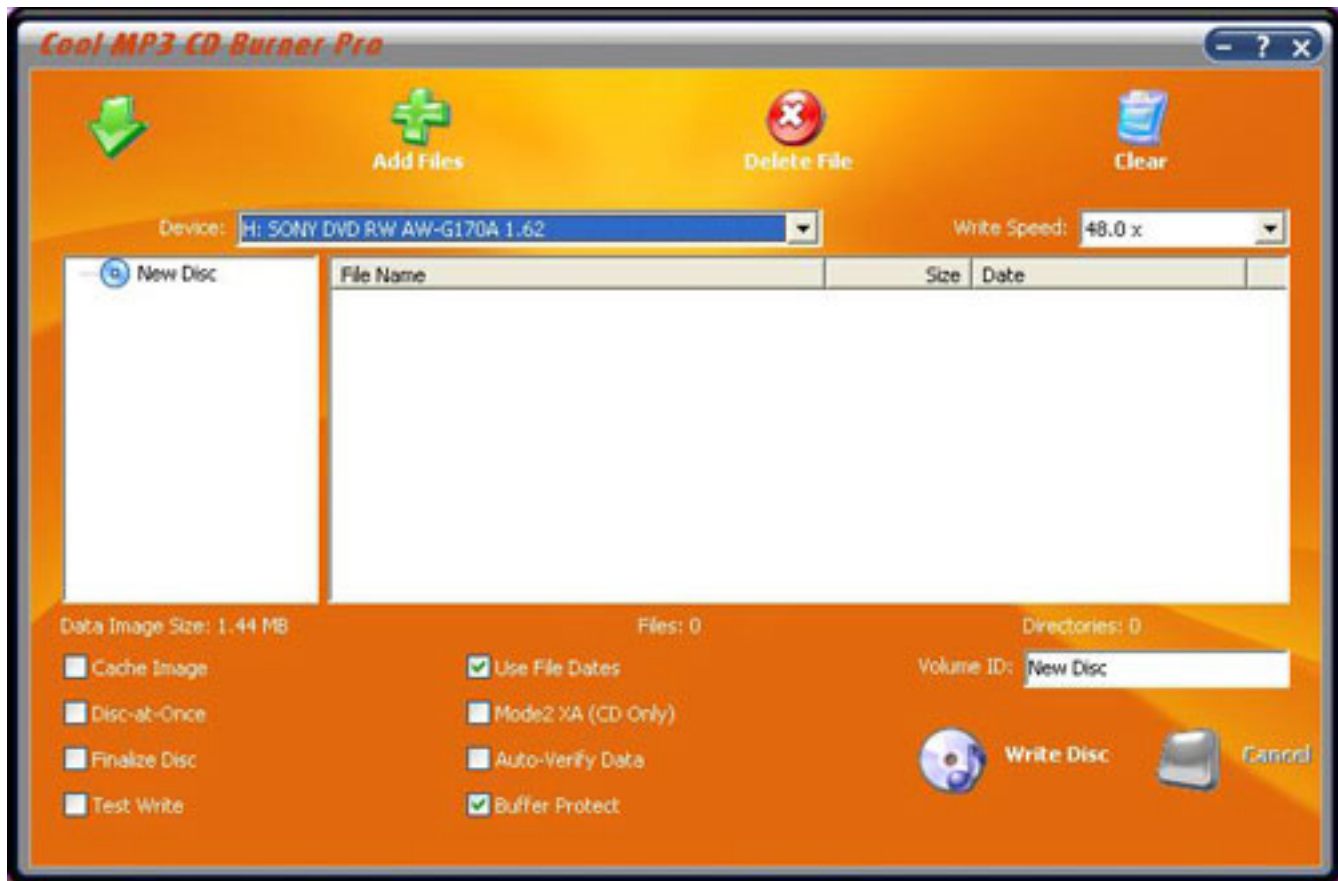 Cool MP3 CD Burner Pro
- ? x
Add Files
Delete File
Clear
Device: H: SONY DVD RW AW-G170A 1.62
Write Speed: 48.0 x
New Disc
File Name Size Date
Data Image Size: 1.44 MB Files: 0 Directories: 0
Cache Image Use File Dates Volume ID: New Disc
Disc-at-Once Mode2 XA (CD Only)
Finalize Disc Auto-Verify Data Write Disc Cancel
Test Write Buffer Protect